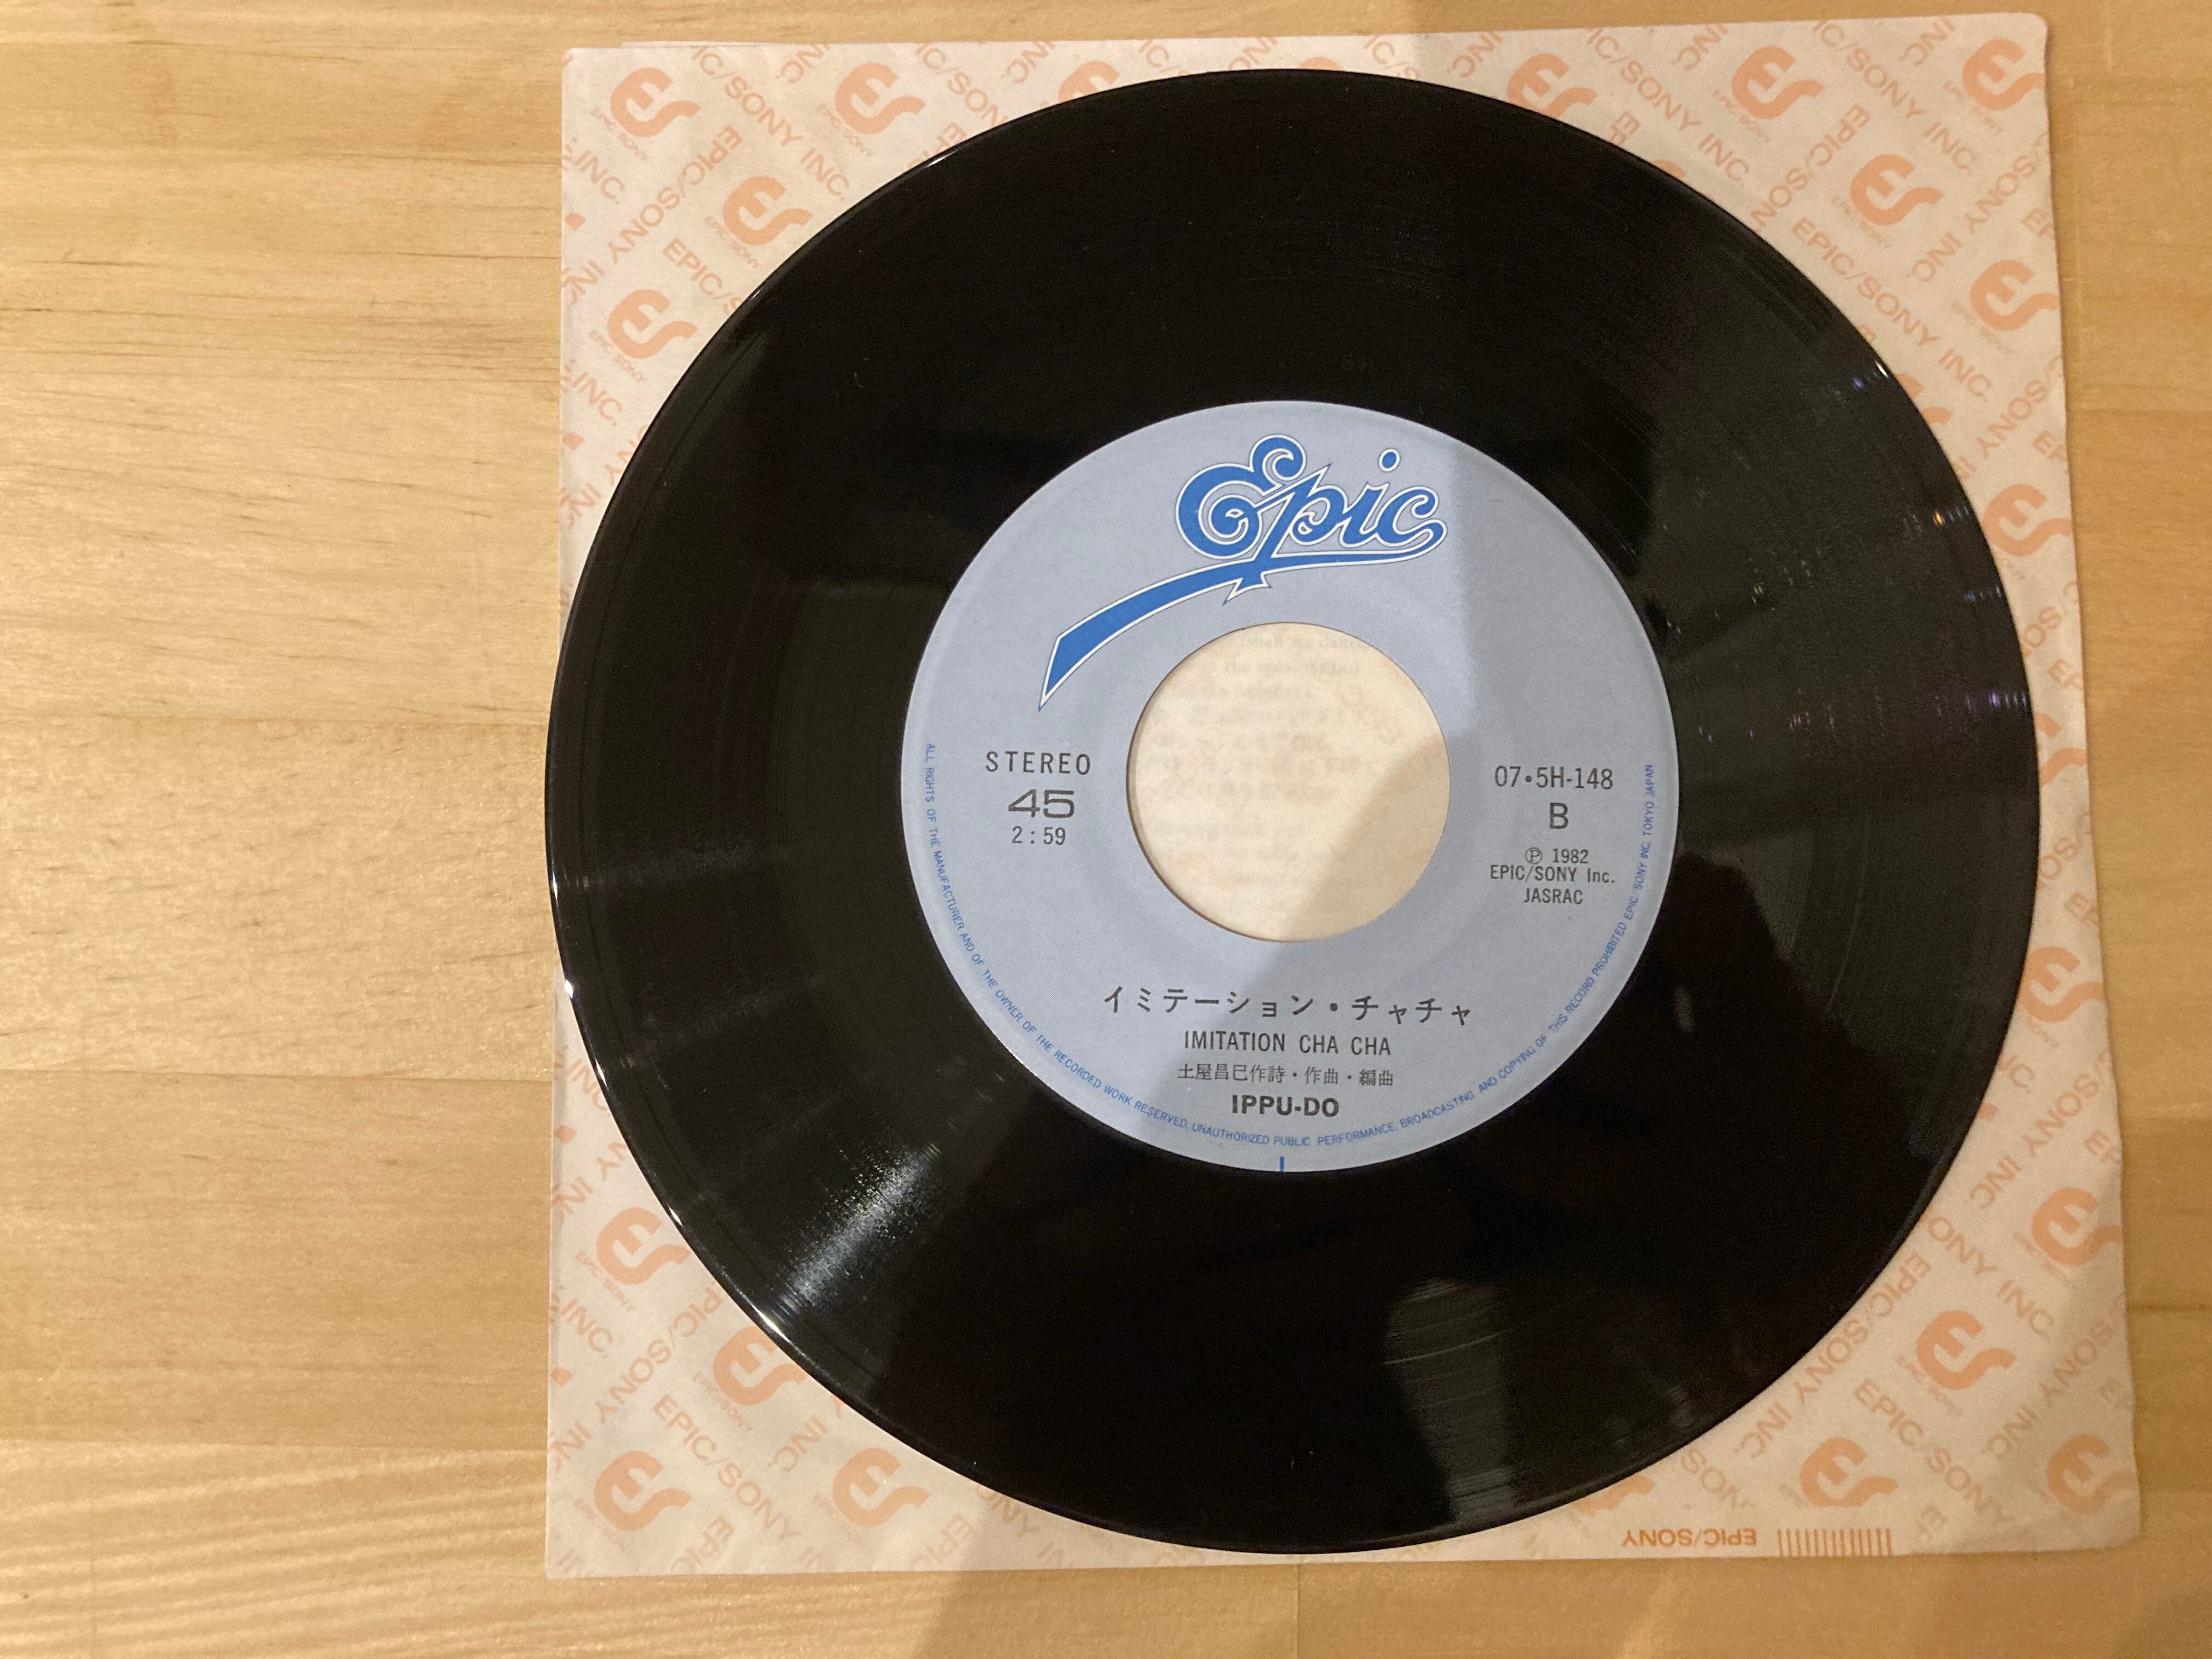 Epic
STEREO
45
2:59
07・5H-148
B
Ⓟ 1982
EPIC/SONY Inc.
JASRAC
イミテーション・チャチャ
IMITATION CHA CHA
土屋昌巳作詩・作曲・編曲
IPPU-DO
ALL RIGHTS OF THE MANUFACTURER AND OF THE OWNER OF THE RECORDED WORK RESERVED. UNAUTHORIZED PUBLIC PERFORMANCE, BROADCASTING AND COPYING OF THIS RECORD PROHIBITED EPIC/SONY INC. TOKYO JAPAN
EPIC/SONY INC.
EPIC/SONY